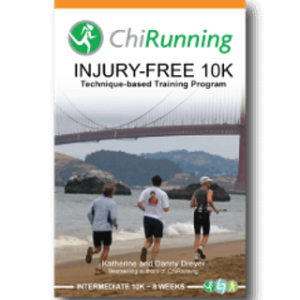 ChiRunning
INJURY-FREE 10K
Technique-based Training Program
Katherine and Danny Dreyer
Bestselling authors of ChiRunning
INTERMEDIATE 10K – 8 WEEKS